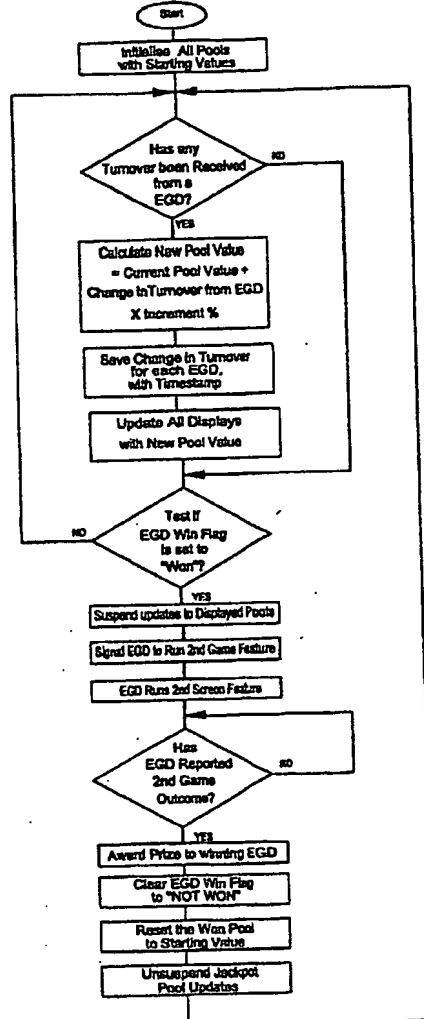 Start
Initialise All Pools
with Starting Values
Has any
Turnover been Received
from a
EGD?
NO
YES
Calculate New Pool Value
= Current Pool Value +
Change in Turnover from EGD
X Increment %
Save Change in Turnover
for each EGD,
with Timestamp
Update All Displays
with New Pool Value
Test if
EGD Win Flag
is set to
"Won"?
NO
YES
Suspend updates to Displayed Pools
Signal EGD to Run 2nd Game Feature
EGD Runs 2nd Screen Feature
Has
EGD Reported
2nd Game
Outcome?
NO
YES
Award Prize to winning EGD
Clear EGD Win Flag
to "NOT WON"
Reset the Won Pool
to Starting Value
Unsuspend Jackpot
Pool Updates